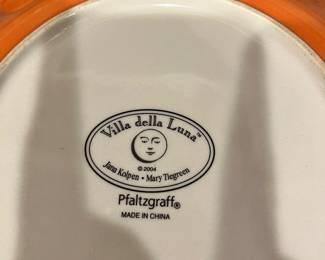 Villa della Luna™
©2004
Jana Kolpen • Mary Tiegreen
Pfaltzgraff®
MADE IN CHINA